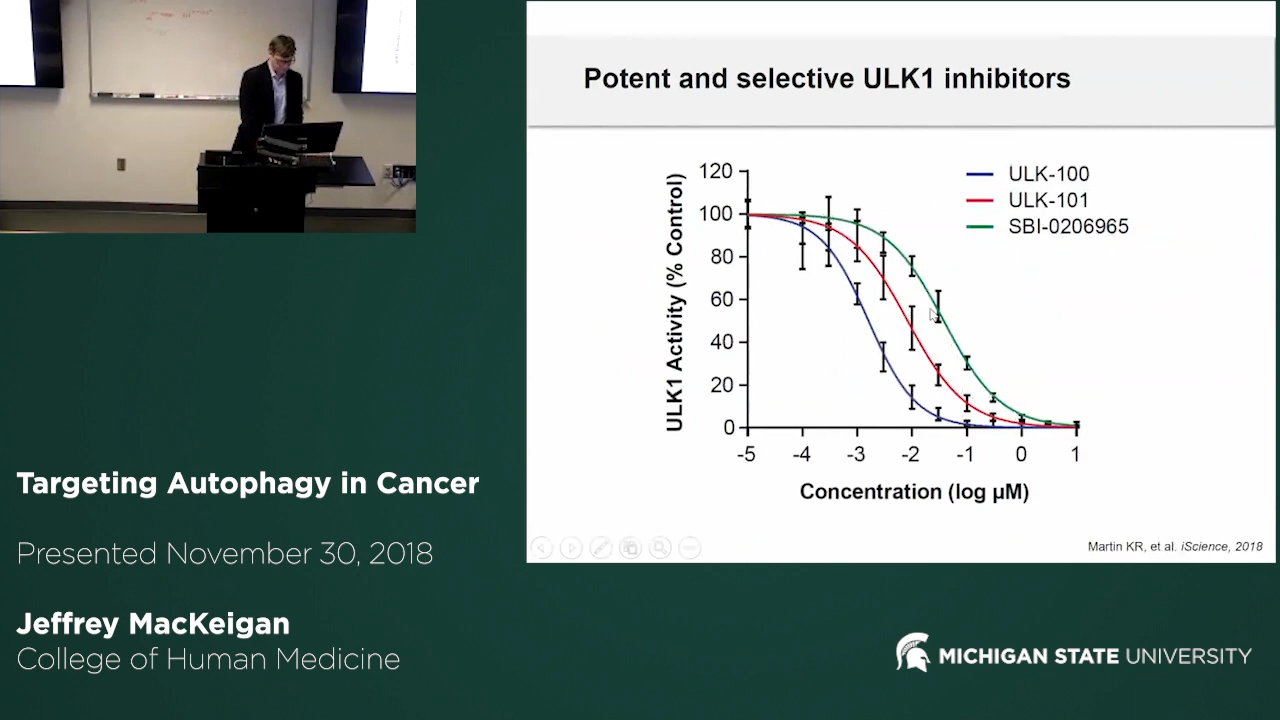 Potent and selective ULK1 inhibitors
ULK1 Activity (% Control)
120
100
80
60
40
20
0
-5 -4 -3 -2 -1 0 1
Concentration (log µM)
ULK-100
ULK-101
SBI-0206965
Martin KR, et al. iScience, 2018
Targeting Autophagy in Cancer
Presented November 30, 2018
Jeffrey MacKeigan
College of Human Medicine
MICHIGAN STATE UNIVERSITY